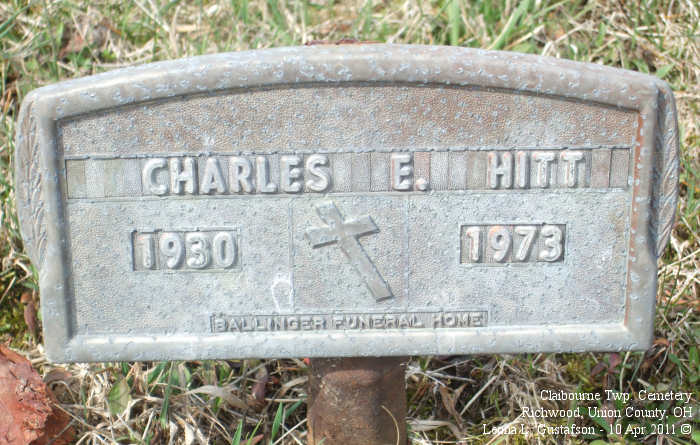 CHARLES E. HITT
1930 1973
BALLINGER FUNERAL HOME
Claibourne Twp. Cemetery
Richwood, Union County, OH
Leona L. Gustafson - 10 Apr 2011 ©